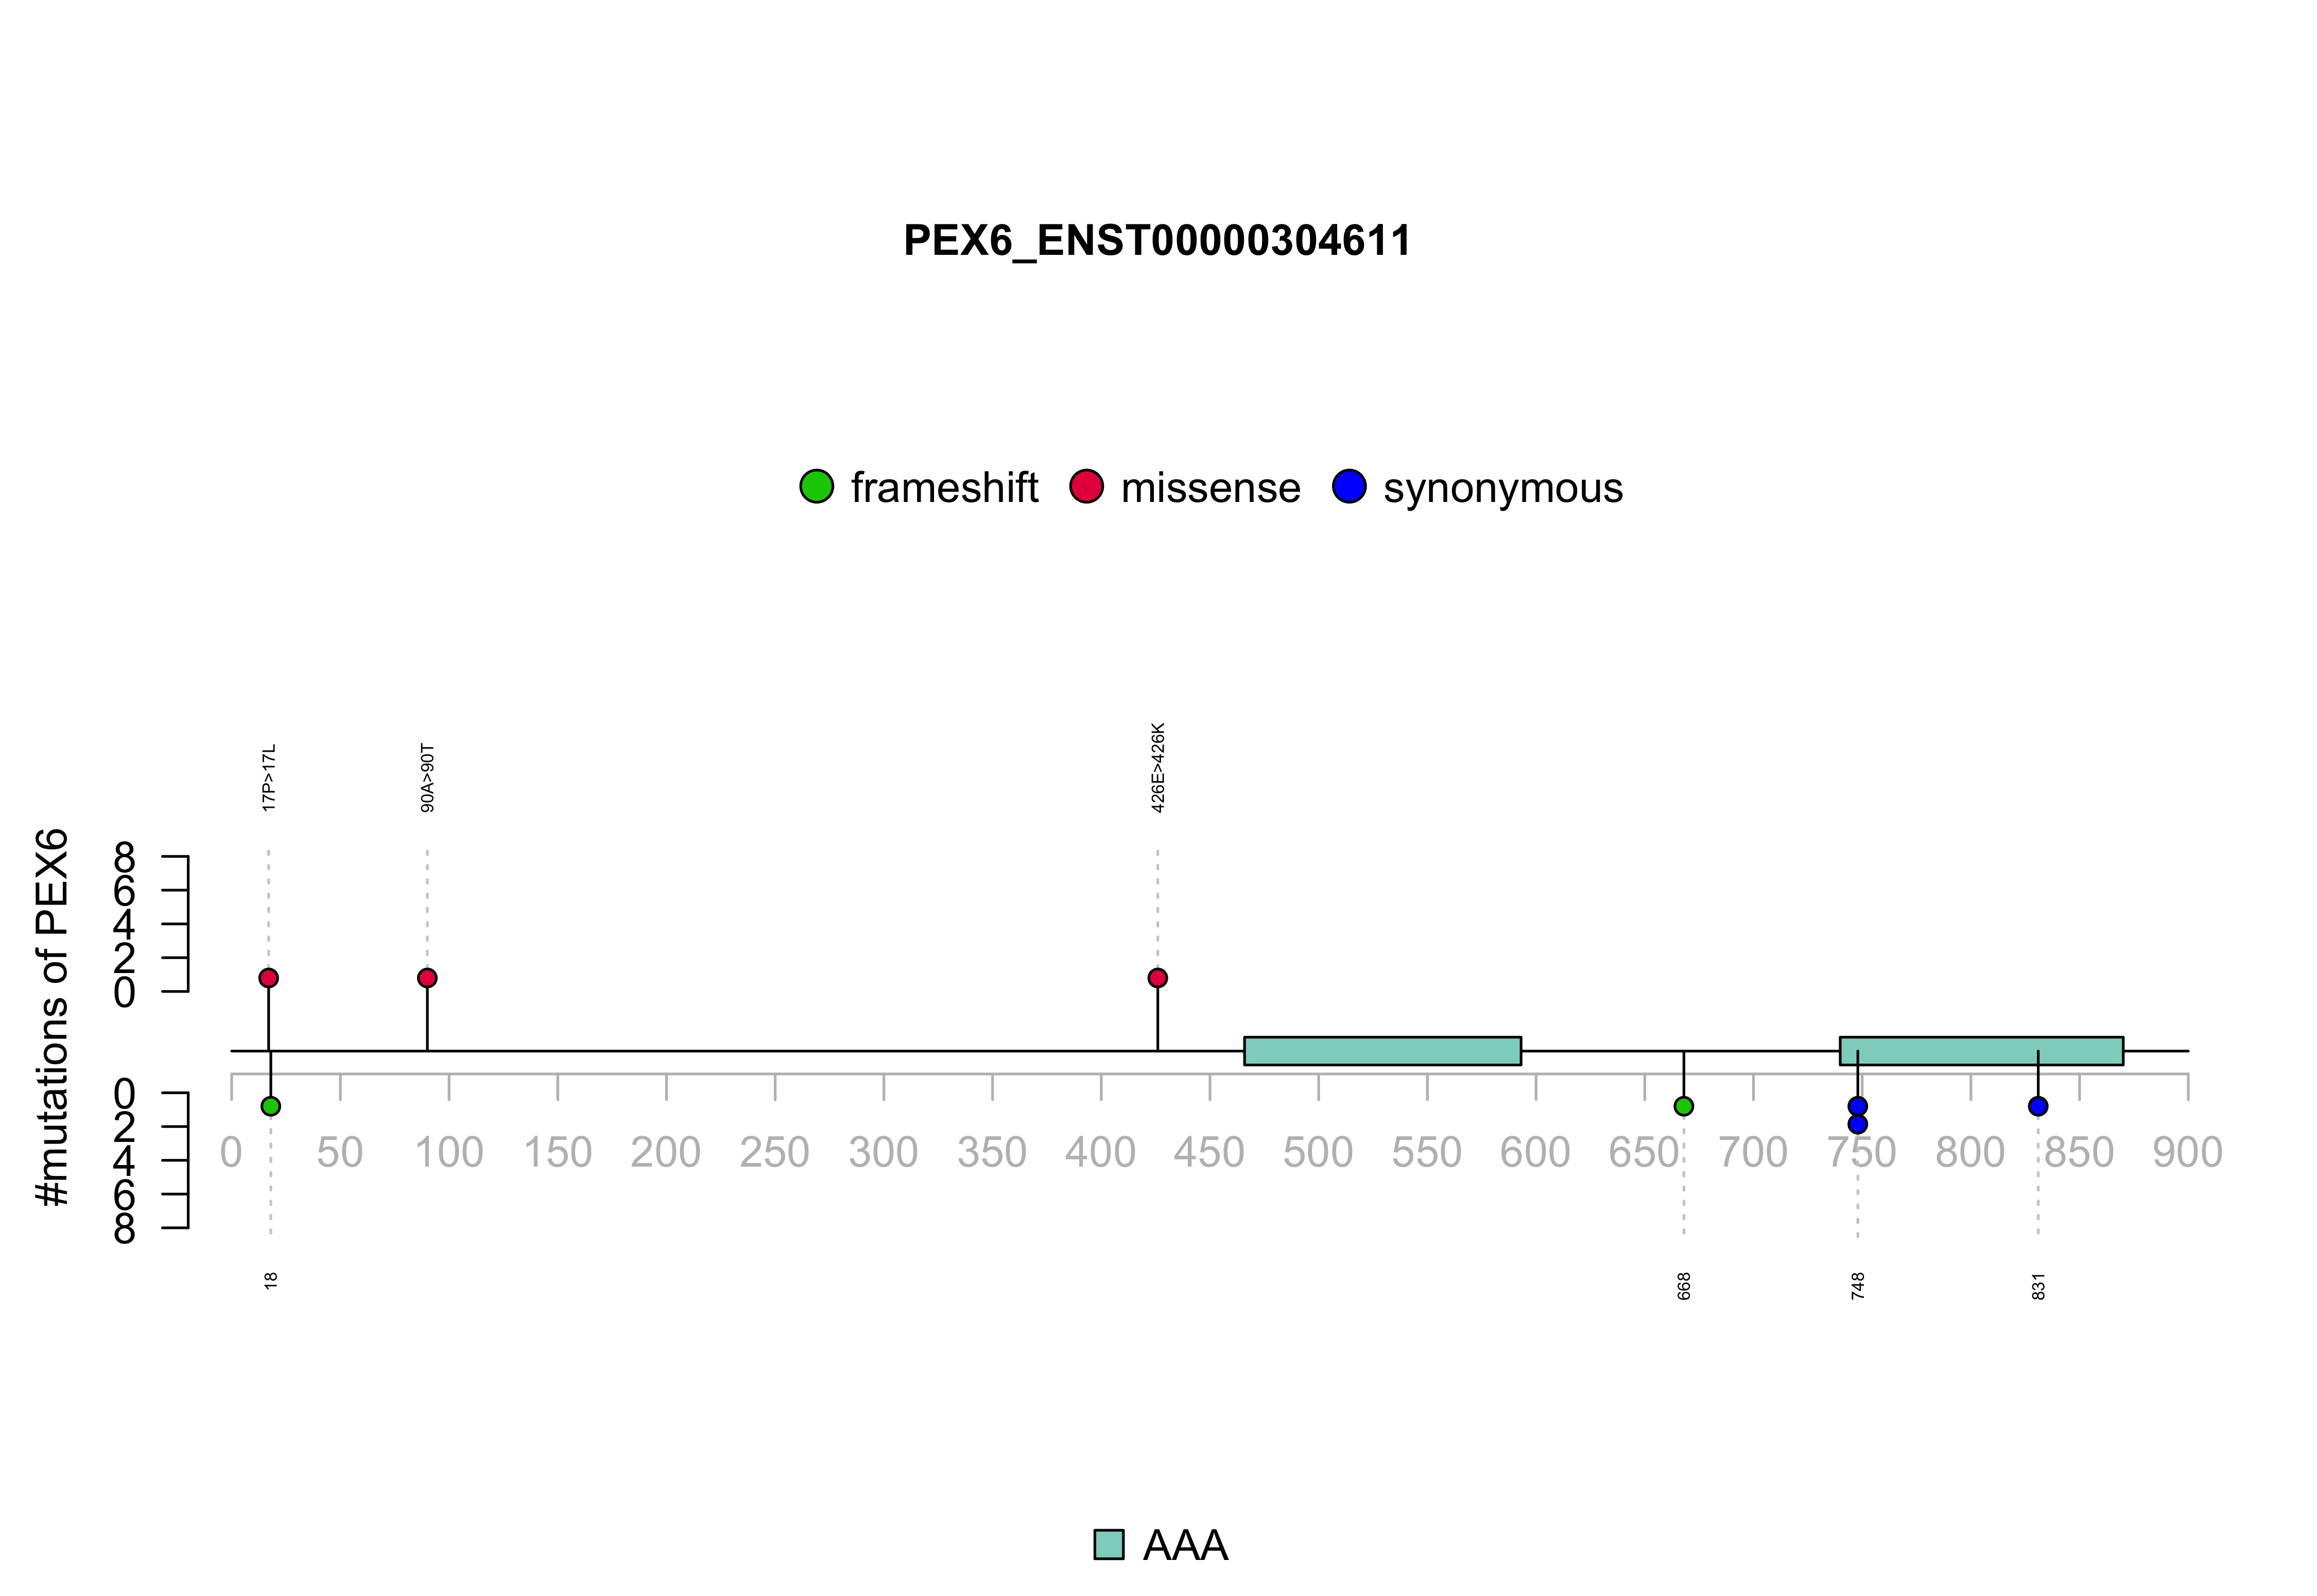 PEX6_ENST00000304611
frameshift missense synonymous
17P>17L 90A>90T 426E>426K
#mutations of PEX6
8
6
4
2
0
0
2
4
6
8
0 50 100 150 200 250 300 350 400 450 500 550 600 650 700 750 800 850 900
18 668 748 831
AAA